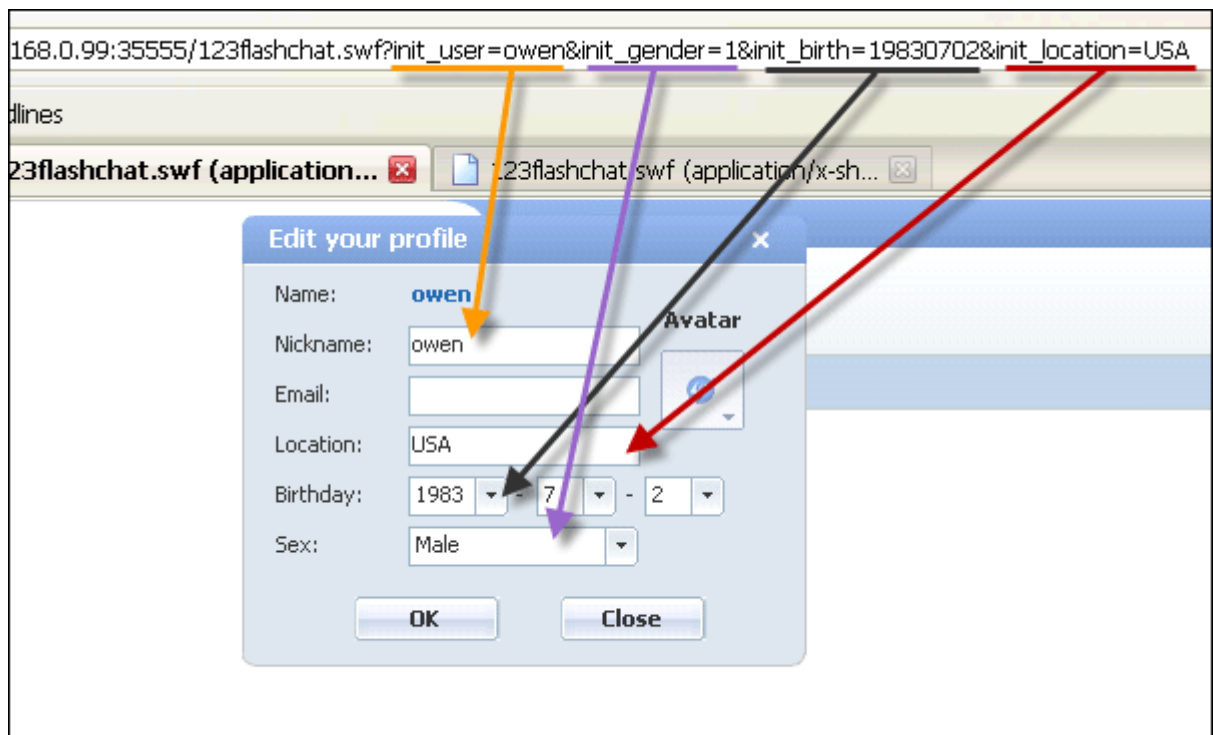 168.0.99:35555/123flashchat.swf?init_user=owen&init_gender=1&init_birth=19830702&init_location=USA
dlines
23flashchat.swf (application... 123flashchat.swf (application/x-sh...
Edit your profile
Name: owen
Avatar
Nickname: owen
Email:
Location: USA
Birthday: 1983 - 7 - 2
Sex: Male
OK Close